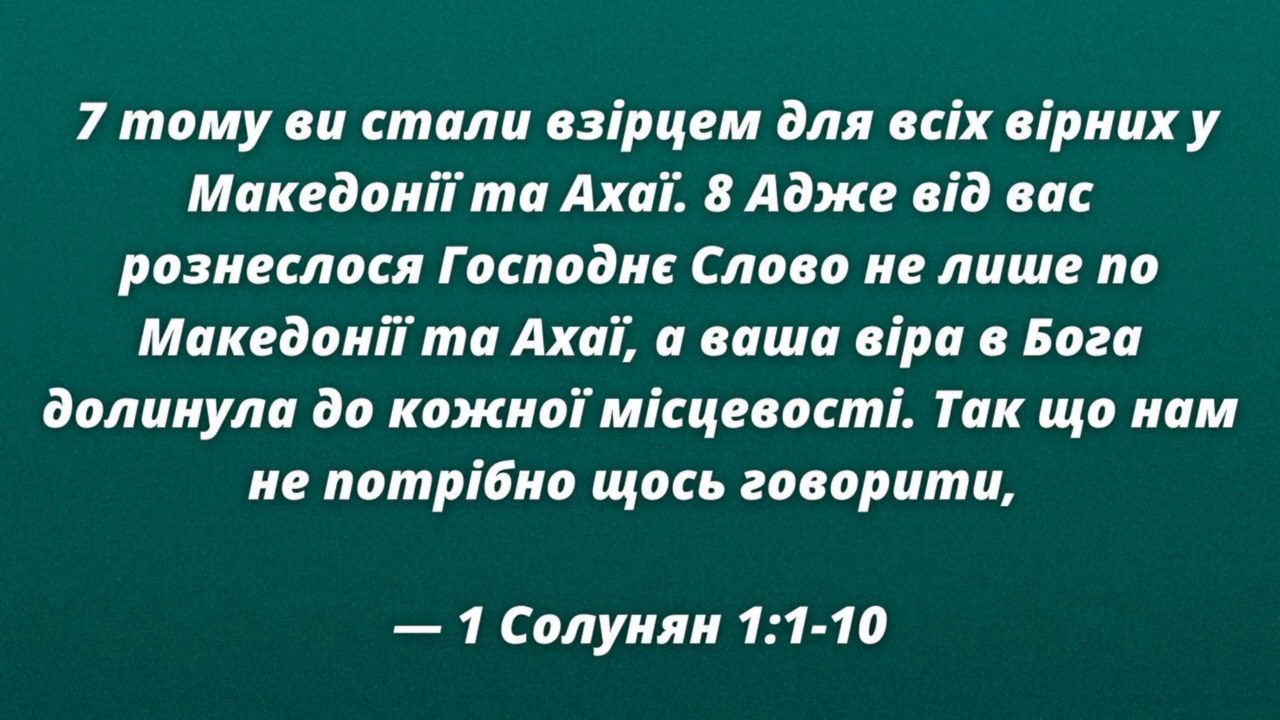 7 тому ви стали взірцем для всіх вірних у
Македонії та Ахаї. 8 Адже від вас
рознеслося Господнє Слово не лише по
Македонії та Ахаї, а ваша віра в Бога
долинула до кожної місцевості. Так що нам
не потрібно щось говорити,
— 1 Солунян 1:1-10